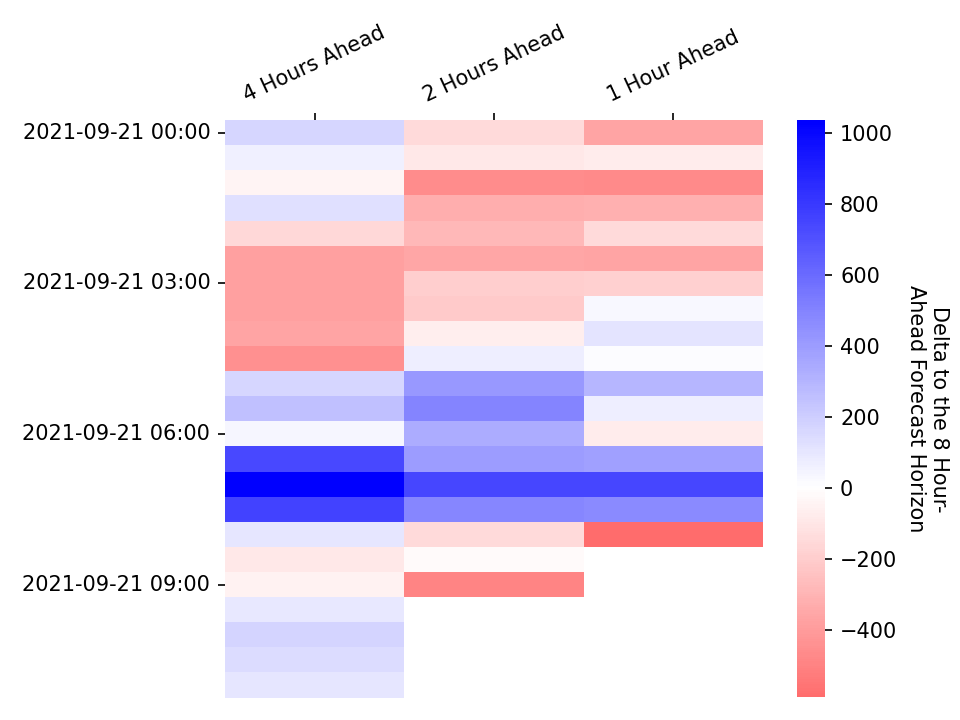 4 Hours Ahead
2 Hours Ahead
1 Hour Ahead
2021-09-21 00:00
2021-09-21 03:00
2021-09-21 06:00
2021-09-21 09:00
1000
800
600
400
200
0
−200
−400
Delta to the 8 Hour-
Ahead Forecast Horizon